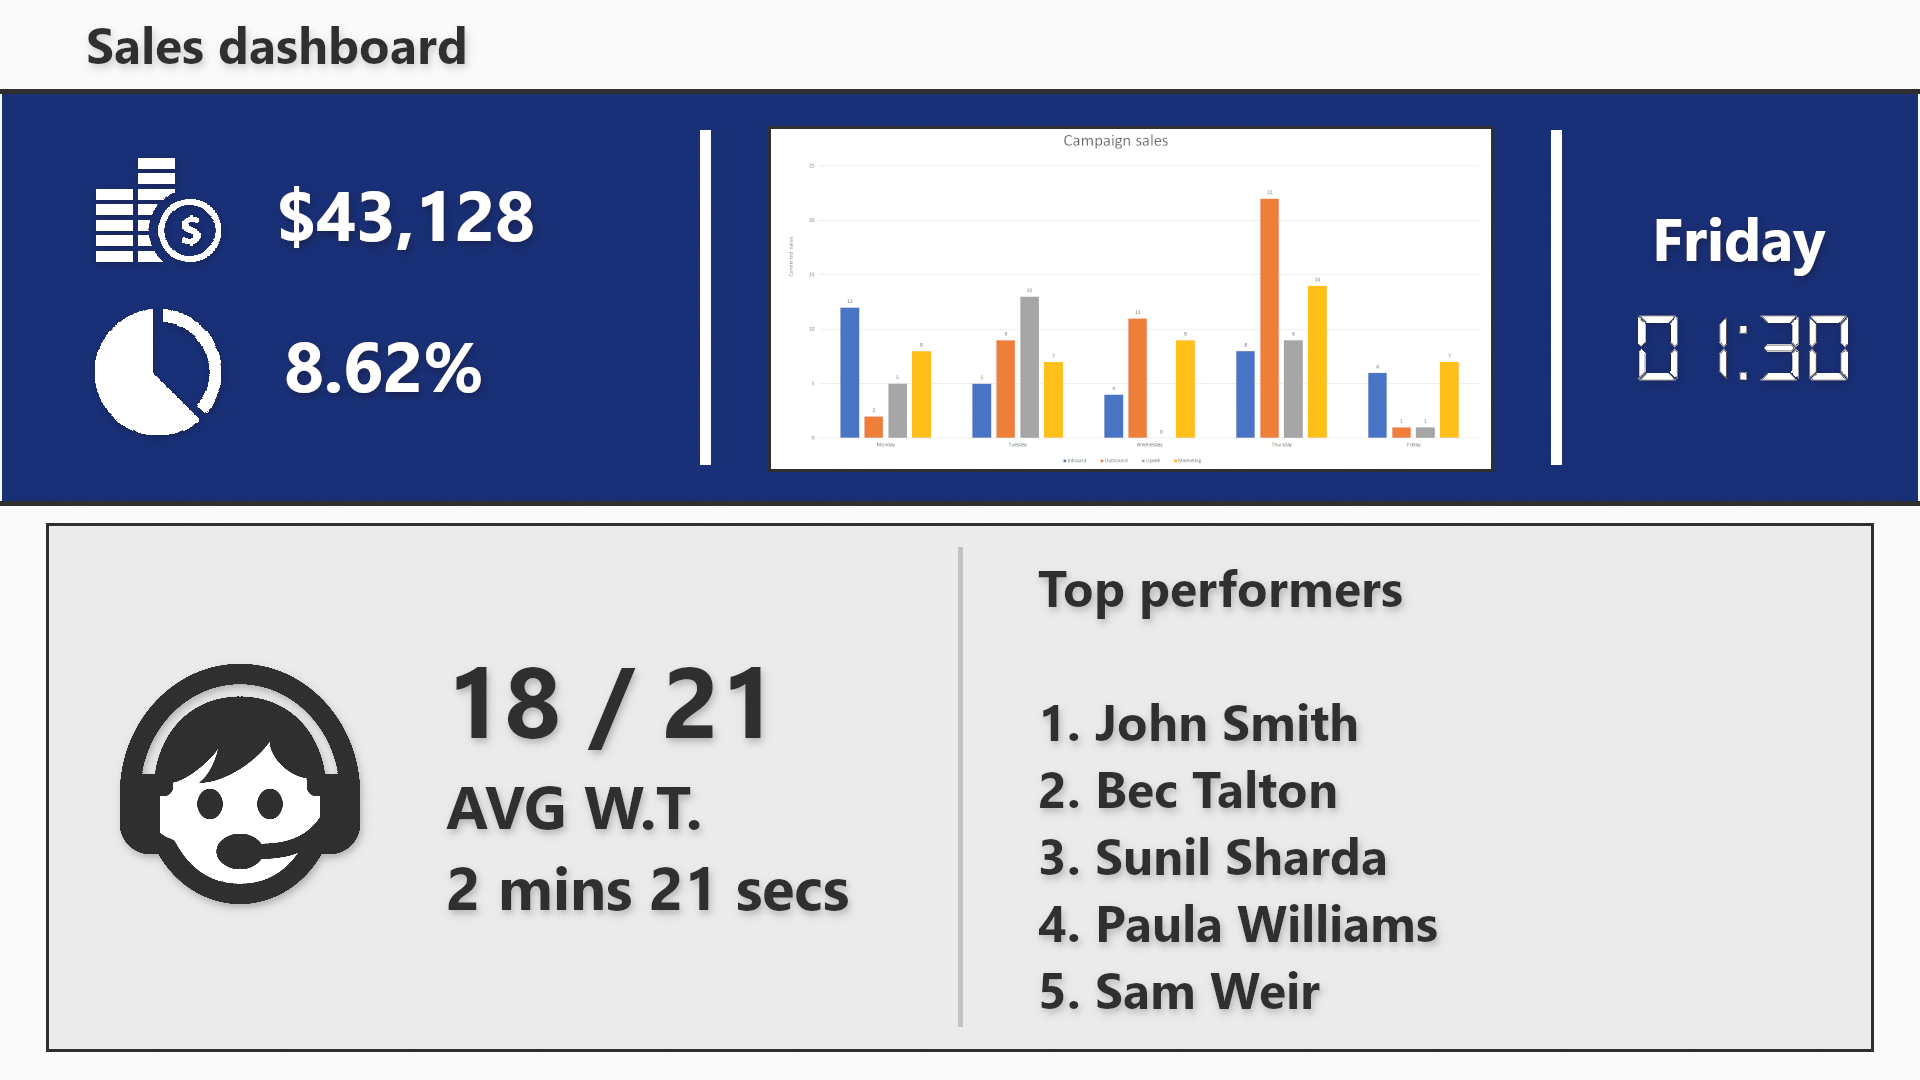 Sales dashboard
$43,128
8.62%
Campaign sales
25
20
15
10
5
0
Converted sales
12
2
5
8
5
9
13
7
4
11
0
9
8
22
9
14
6
1
1
7
Monday
Tuesday
Wednesday
Thursday
Friday
Inbound
Outbound
Upsell
Marketing
Friday
01:30
$
18 / 21
AVG W.T.
2 mins 21 secs
Top performers
1. John Smith
2. Bec Talton
3. Sunil Sharda
4. Paula Williams
5. Sam Weir